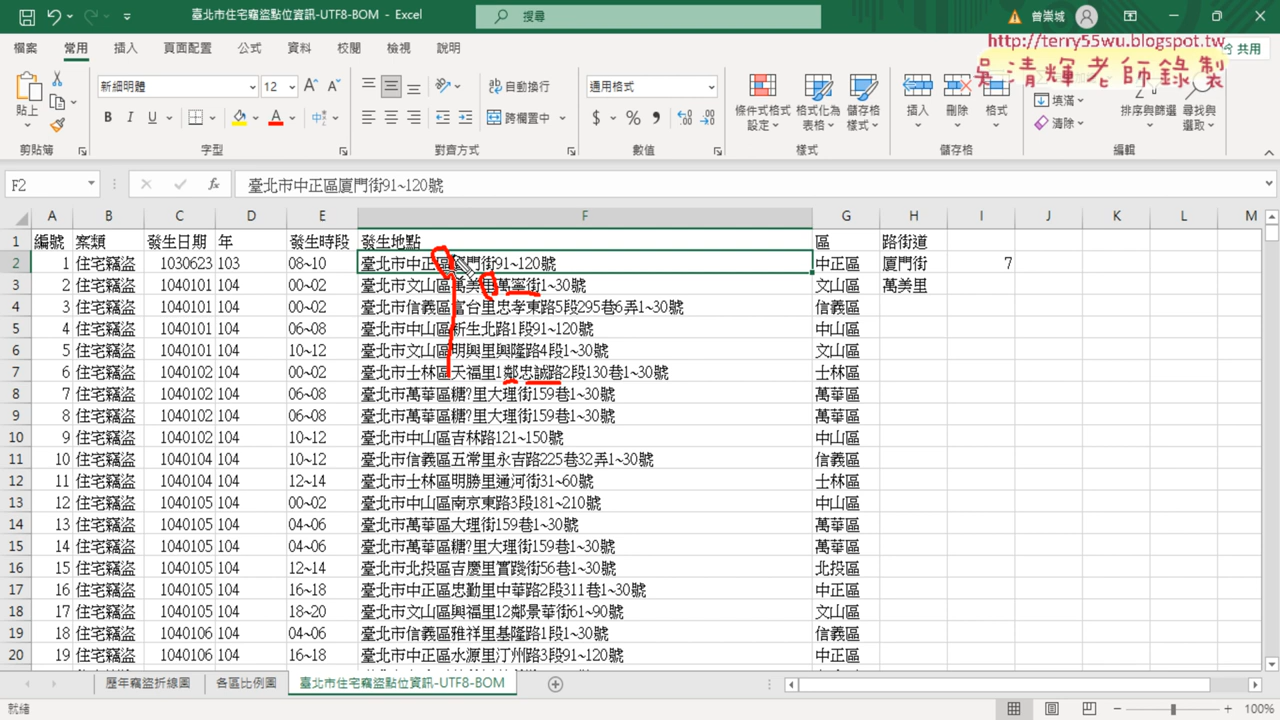 臺北市住宅竊盜點位資訊-UTF8-BOM - Excel
搜尋
曾崇城
http://terry55wu.blogspot.tw
吳清輝老師錄製
檔案 常用 插入 頁面配置 公式 資料 校閱 檢視 說明
共用
貼上
新細明體 12
B I U
自動換行
跨欄置中
通用格式
$ %
條件式格式設定 格式化為表格 儲存格樣式
插入 刪除 格式
填滿
清除
排序與篩選 尋找與選取
剪貼簿 字型 對齊方式 數值 樣式 儲存格 編輯
F2 fx 臺北市中正區廈門街91~120號
A B C D E F G H I J K L M
1 編號 案類 發生日期 年 發生時段 發生地點 區 路街道
2 1 住宅竊盜 1030623 103 08~10 臺北市中正區廈門街91~120號 中正區 廈門街 7
3 2 住宅竊盜 1040101 104 00~02 臺北市文山區萬美里萬寧街1~30號 文山區 萬美里
4 3 住宅竊盜 1040101 104 00~02 臺北市信義區富台里忠孝東路5段295巷6弄1~30號 信義區
5 4 住宅竊盜 1040101 104 00~02 臺北市中山區新生北路1段91~120號 中山區
6 5 住宅竊盜 1040101 104 10~12 臺北市文山區明興里興隆路4段1~30號 文山區
7 6 住宅竊盜 1040102 104 00~02 臺北市士林區天福里1鄰忠誠路2段130巷1~30號 士林區
8 7 住宅竊盜 1040102 104 06~08 臺北市萬華區糖?里大理街159巷1~30號 萬華區
9 8 住宅竊盜 1040102 104 06~08 臺北市萬華區糖?里大理街159巷1~30號 萬華區
10 9 住宅竊盜 1040102 104 10~12 臺北市中山區吉林路121~150號 中山區
11 10 住宅竊盜 1040104 104 10~12 臺北市信義區五常里永吉路225巷32弄1~30號 信義區
12 11 住宅竊盜 1040104 104 12~14 臺北市士林區明勝里通河街31~60號 士林區
13 12 住宅竊盜 1040105 104 00~02 臺北市中山區南京東路3段181~210號 中山區
14 13 住宅竊盜 1040105 104 04~06 臺北市萬華區大理街159巷1~30號 萬華區
15 14 住宅竊盜 1040105 104 04~06 臺北市萬華區糖?里大理街159巷1~30號 萬華區
16 15 住宅竊盜 1040105 104 12~14 臺北市北投區吉慶里實踐街56巷1~30號 北投區
17 16 住宅竊盜 1040105 104 16~18 臺北市中正區忠勤里中華路2段311巷1~30號 中正區
18 17 住宅竊盜 1040105 104 18~20 臺北市文山區興福里12鄰景華街61~90號 文山區
19 18 住宅竊盜 1040106 104 04~06 臺北市信義區雅祥里基隆路1段1~30號 信義區
20 19 住宅竊盜 1040106 104 16~18 臺北市中正區水源里汀州路3段91~120號 中正區
歷年竊盜折線圖 各區比例圖 臺北市住宅竊盜點位資訊-UTF8-BOM
就緒 100%